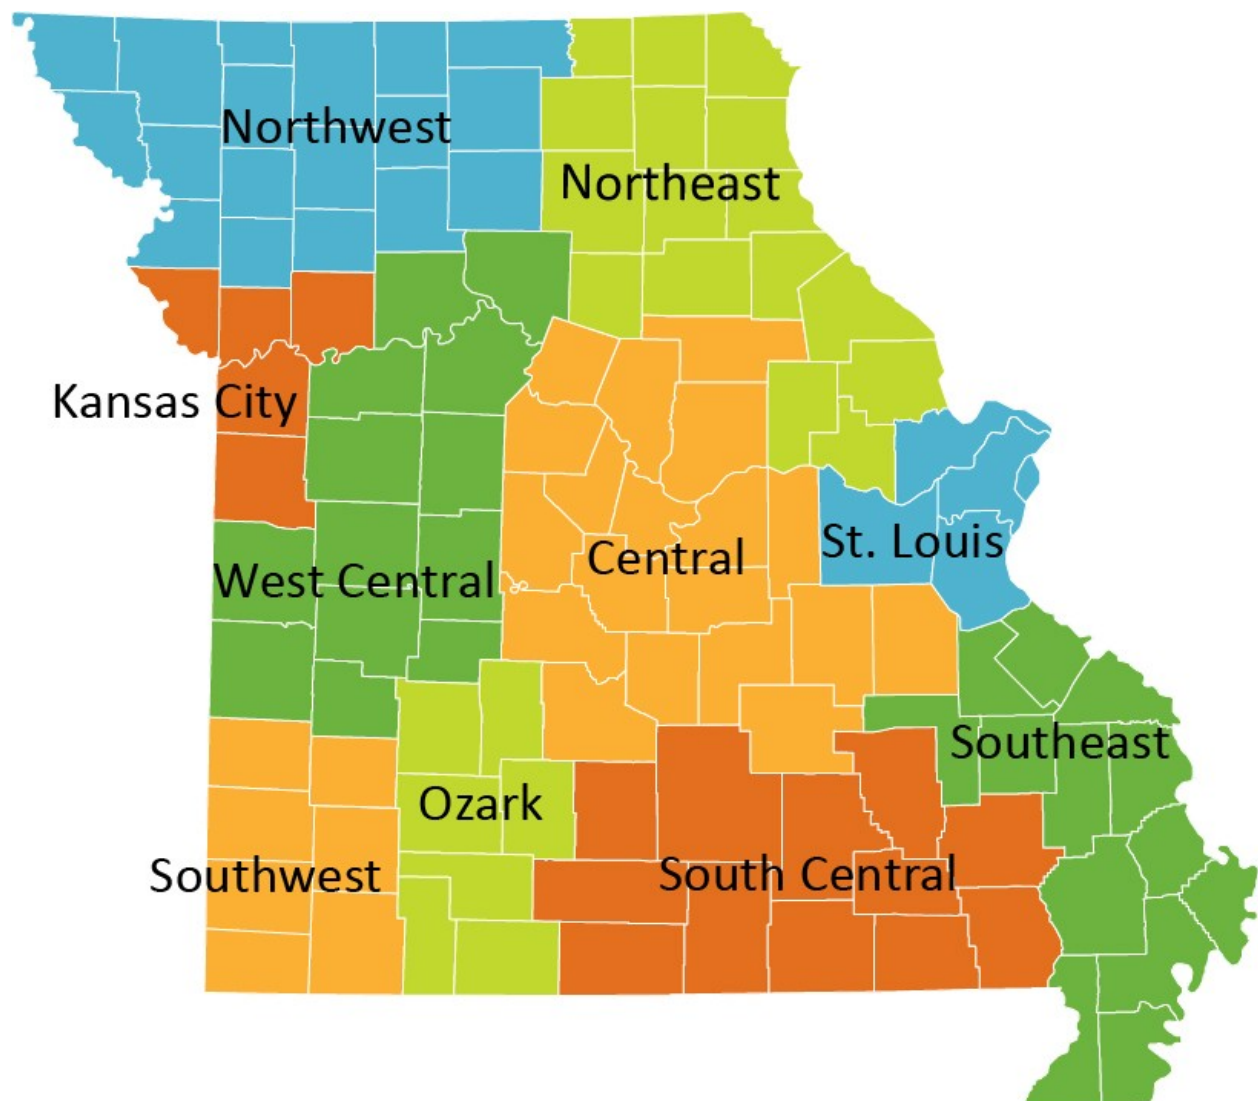 Northwest
Northeast
Kansas City
St. Louis
Central
West Central
Southeast
Ozark
Southwest
South Central